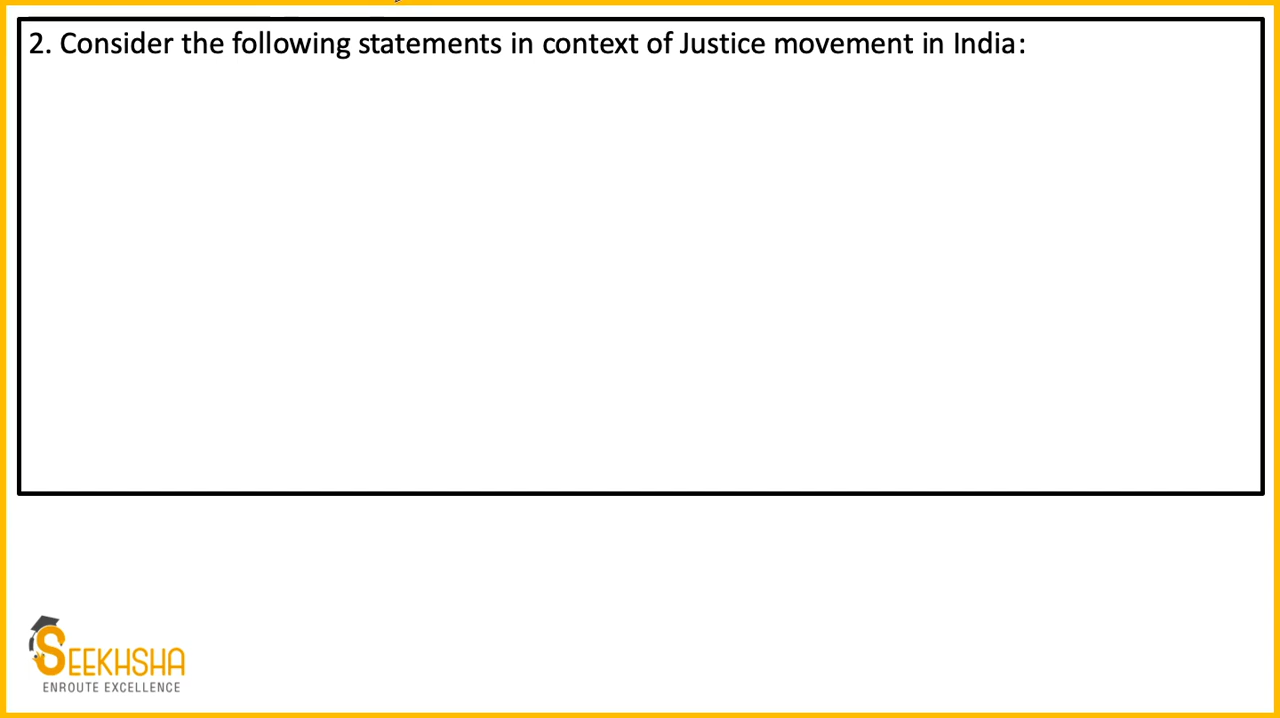 2. Consider the following statements in context of Justice movement in India:
SEEKHSHA
ENROUTE EXCELLENCE